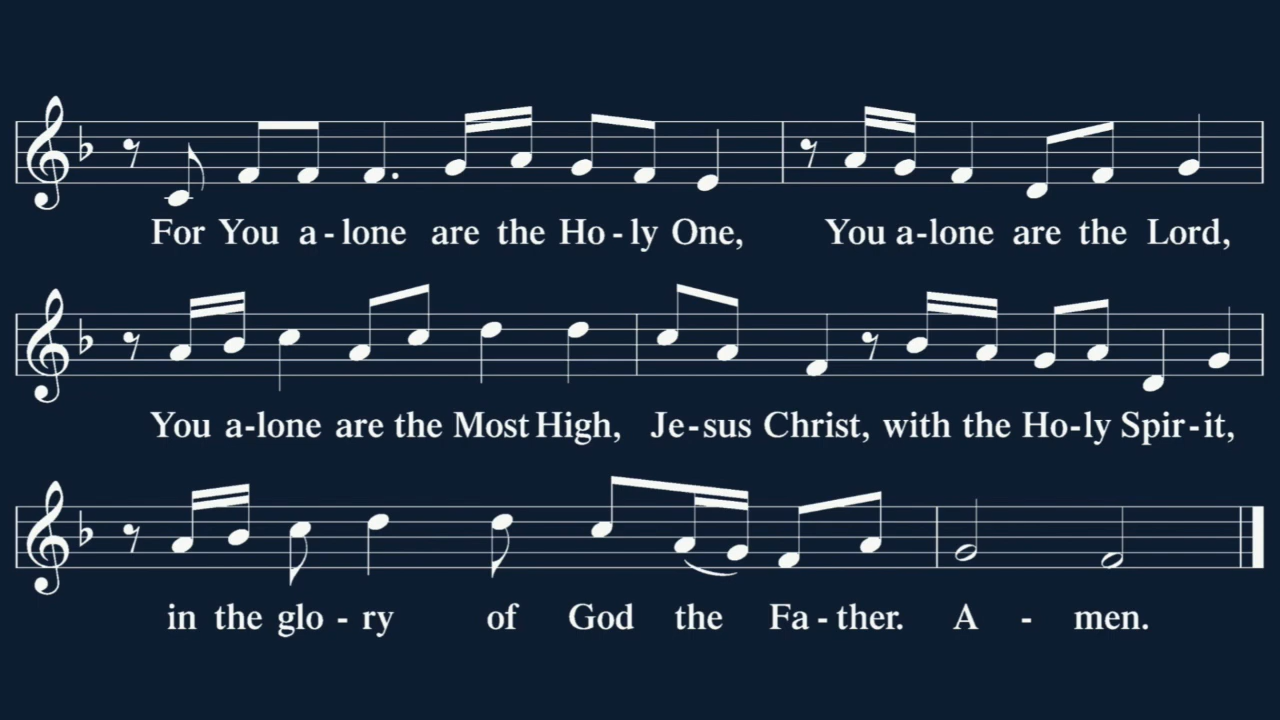 For You a-lone are the Ho-ly One, You a-lone are the Lord,
You a-lone are the Most High, Je-sus Christ, with the Ho-ly Spir-it,
in the glo-ry of God the Fa-ther. A-men.